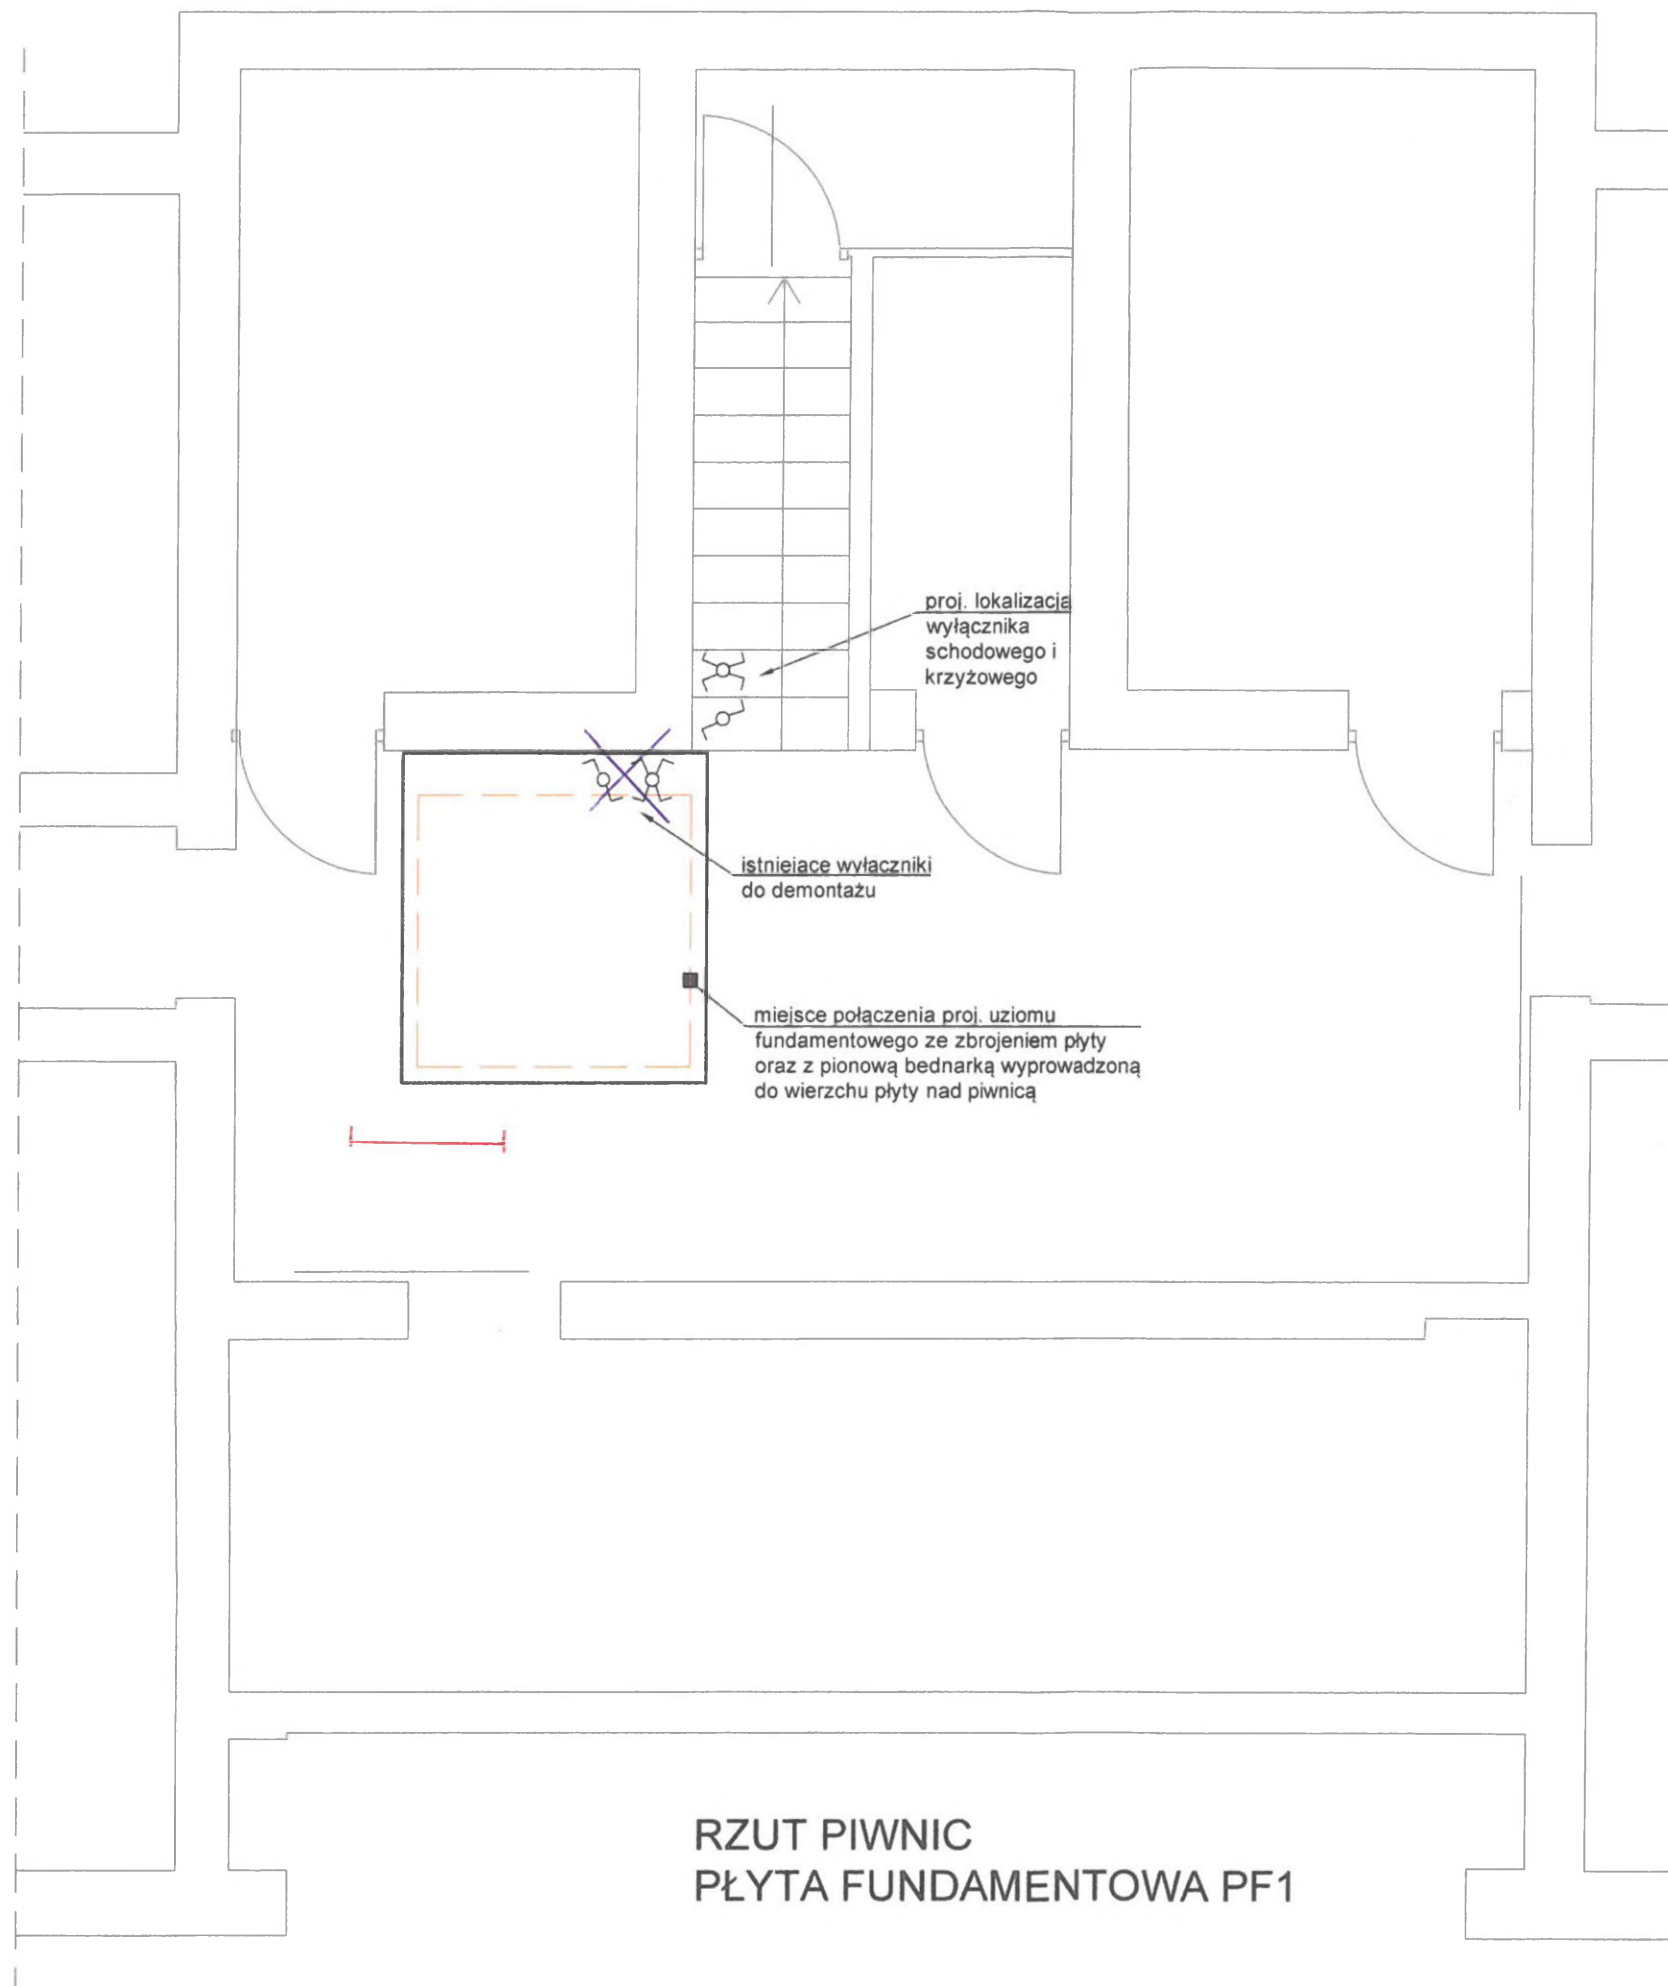 proj. lokalizacja
wyłącznika
schodowego i
krzyżowego
istniejące wyłączniki
do demontażu
miejsce połączenia proj. uziomu
fundamentowego ze zbrojeniem płyty
oraz z pionową bednarką wyprowadzoną
do wierzchu płyty nad piwnicą
RZUT PIWNIC
PŁYTA FUNDAMENTOWA PF1